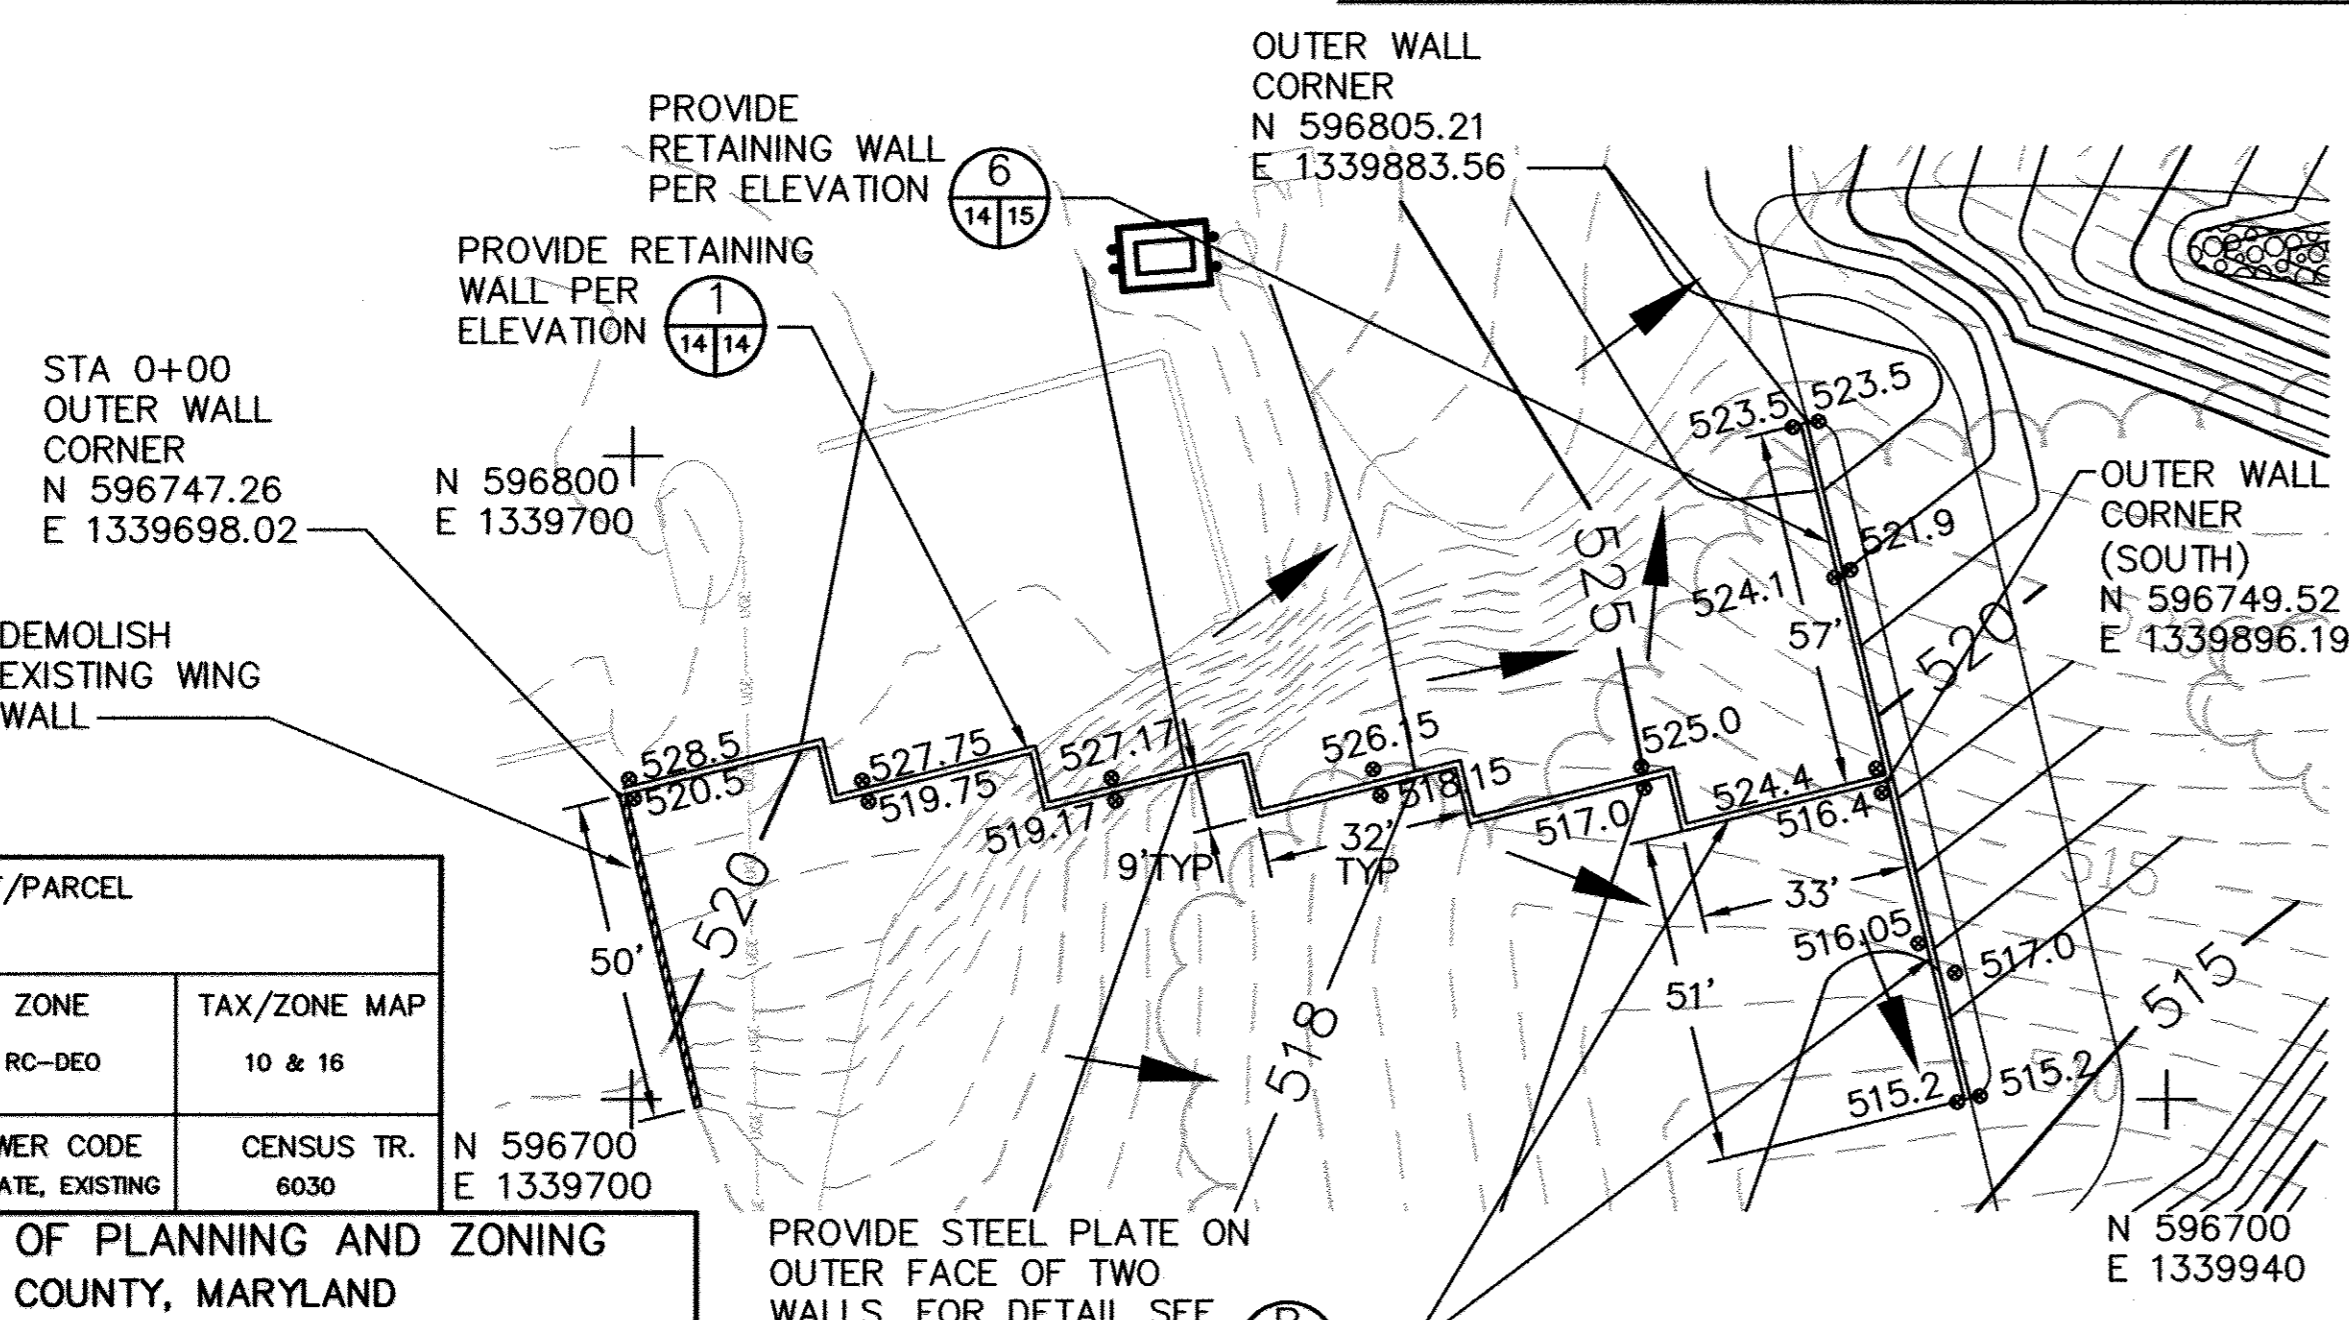 OUTER WALL
CORNER
N 596805.21
E 1339883.56
PROVIDE
RETAINING WALL
PER ELEVATION
6
14 15
PROVIDE RETAINING
WALL PER
ELEVATION
1
14 14
STA 0+00
OUTER WALL
CORNER
N 596747.26
E 1339698.02
N 596800
E 1339700
DEMOLISH
EXISTING WING
WALL
523.5
523.5
521.9
524.1
57'
525
520
OUTER WALL
CORNER
(SOUTH)
N 596749.52
E 1339896.19
528.5
520.5
527.75
519.75
527.17
519.17
526.15
518.15
525.0
517.0
524.4
516.4
9'TYP
32'
TYP
33'
50'
520
518
51'
516.05
517.0
515
515
515.2
515.2
T/PARCEL
ZONE
TAX/ZONE MAP
RC-DEO
10 & 16
WER CODE
CENSUS TR.
ATE, EXISTING
6030
N 596700
E 1339700
OF PLANNING AND ZONING
COUNTY, MARYLAND
PROVIDE STEEL PLATE ON
OUTER FACE OF TWO
WALLS. FOR DETAIL SEE
N 596700
E 1339940